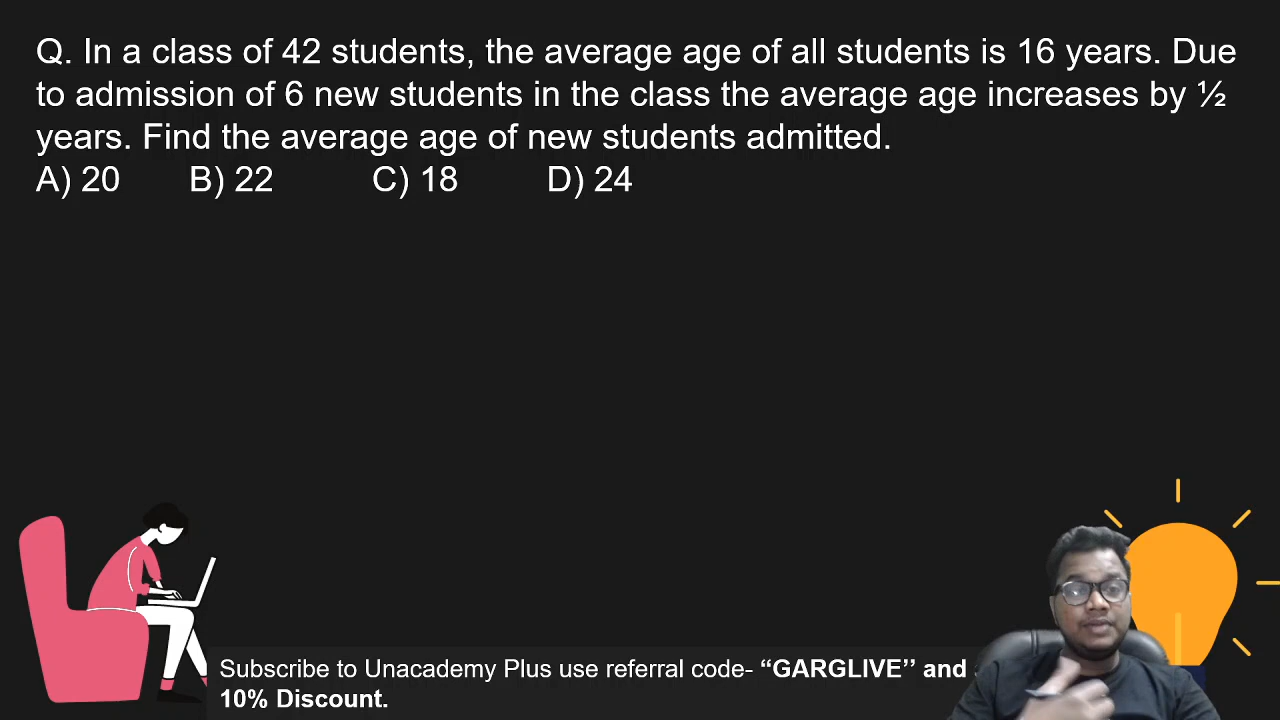 Q. In a class of 42 students, the average age of all students is 16 years. Due
to admission of 6 new students in the class the average age increases by ½
years. Find the average age of new students admitted.
A) 20 B) 22 C) 18 D) 24
Subscribe to Unacademy Plus use referral code- “GARGLIVE’’ and
10% Discount.